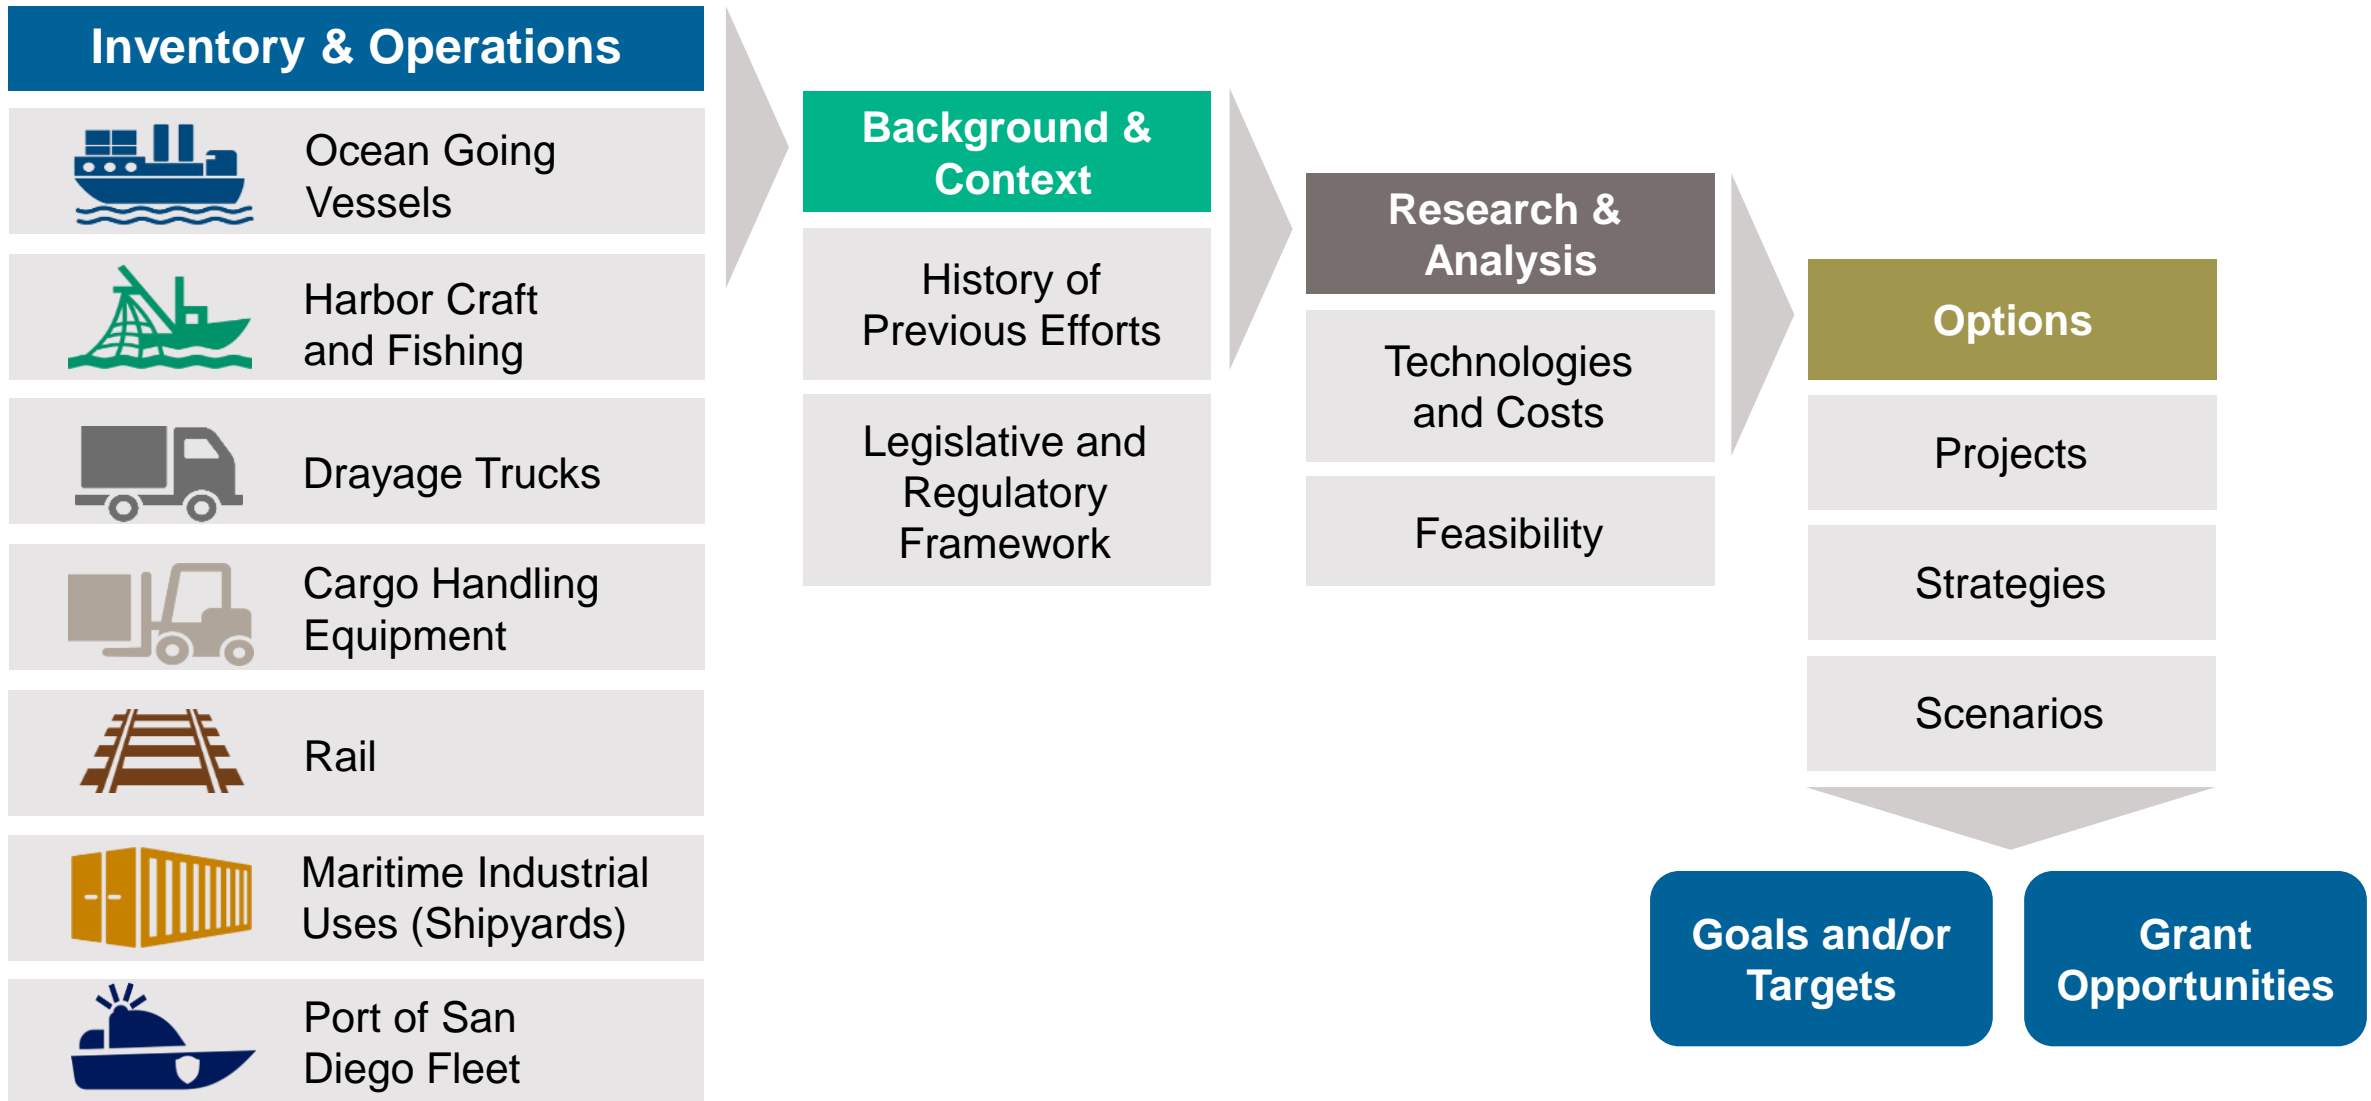 Inventory & Operations
Ocean Going
Vessels
Harbor Craft
and Fishing
Drayage Trucks
Cargo Handling
Equipment
Rail
Maritime Industrial
Uses (Shipyards)
Port of San
Diego Fleet
Background &
Context
History of
Previous Efforts
Legislative and
Regulatory
Framework
Research &
Analysis
Technologies
and Costs
Feasibility
Options
Projects
Strategies
Scenarios
Goals and/or
Targets
Grant
Opportunities